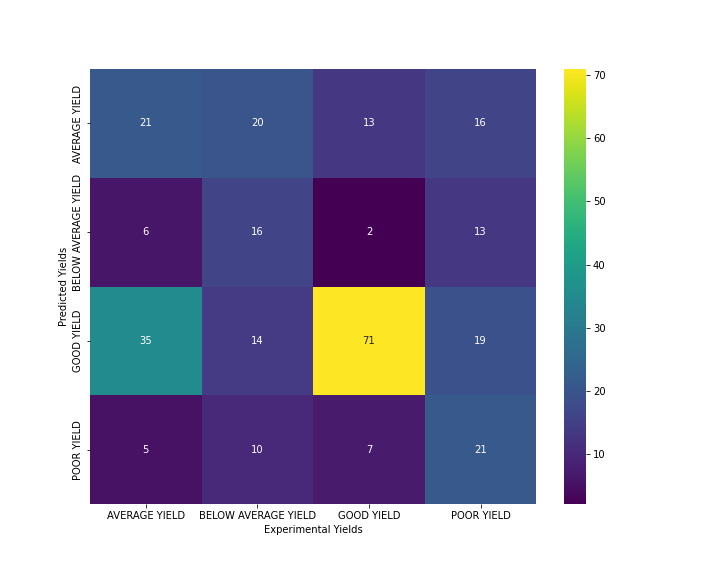 AVERAGE YIELD
21 20 13 16
BELOW AVERAGE YIELD
6 16 2 13
GOOD YIELD
35 14 71 19
POOR YIELD
5 10 7 21
Predicted Yields
AVERAGE YIELD BELOW AVERAGE YIELD GOOD YIELD POOR YIELD
Experimental Yields
70
60
50
40
30
20
10